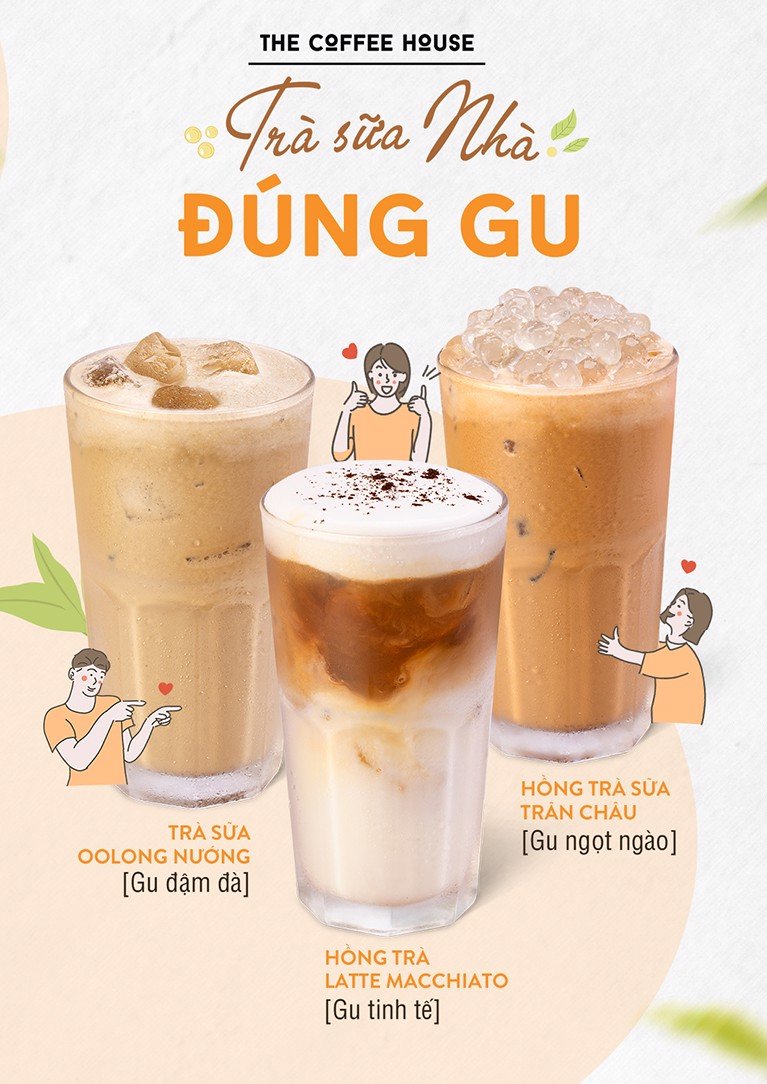 THE COFFEE HOUSE
Trà sữa Nhà
ĐÚNG GU
TRÀ SỮA
OOLONG NƯỚNG
[Gu đậm đà]
HỒNG TRÀ SỮA
TRÂN CHÂU
[Gu ngọt ngào]
HỒNG TRÀ
LATTE MACCHIATO
[Gu tinh tế]